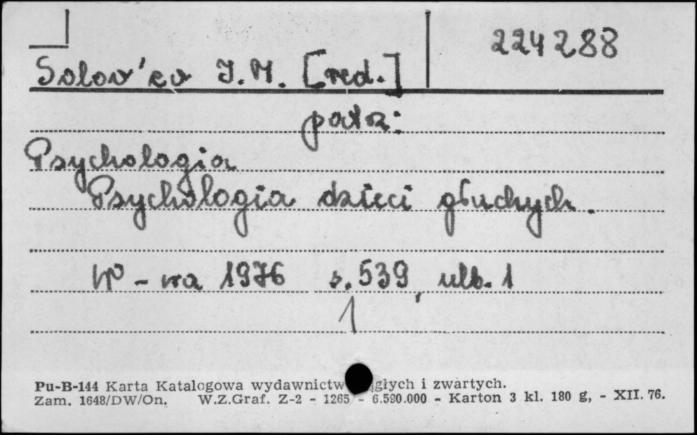 224288
Solov'ev I.M. [red.]
patrz:
Psychologia
Psychologia dzieci głuchych.
W-wa 1976 s.539, ulb. 1
1
Pu-B-144 Karta Katalogowa wydawnictw ciągłych i zwartych.
Zam. 1648/DW/On. W.Z.Graf. Z-2 - 1265 - 6.590.000 - Karton 3 kl. 180 g, - XII. 76.